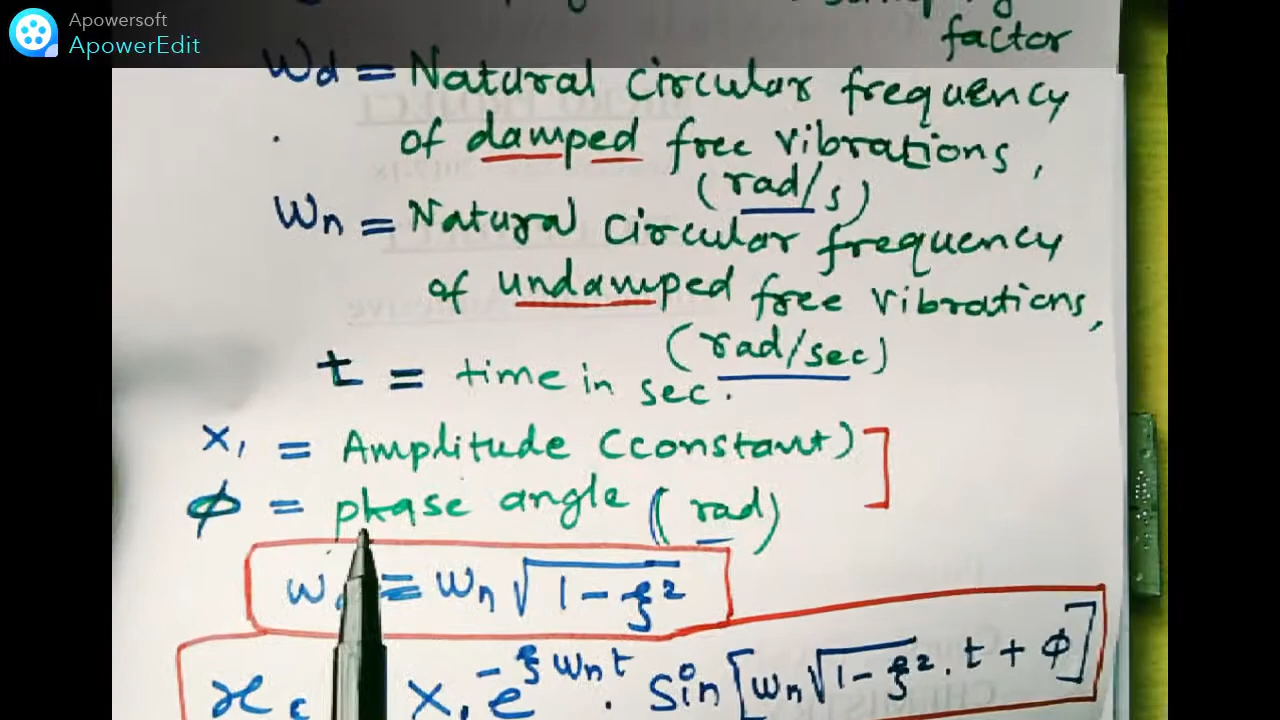 Apowersoft
ApowerEdit
factor
Wd = Natural circular frequency
of damped free vibrations,
(rad/s)
Wn = Natural circular frequency
of undamped free vibrations,
(rad/sec)
t = time in sec.
X₁ = Amplitude (constant)
ϕ = phase angle (rad)
W = Wn √1-ξ²
xc X₁ e^-ξWnt . Sin [Wn √1-ξ² . t + ϕ]